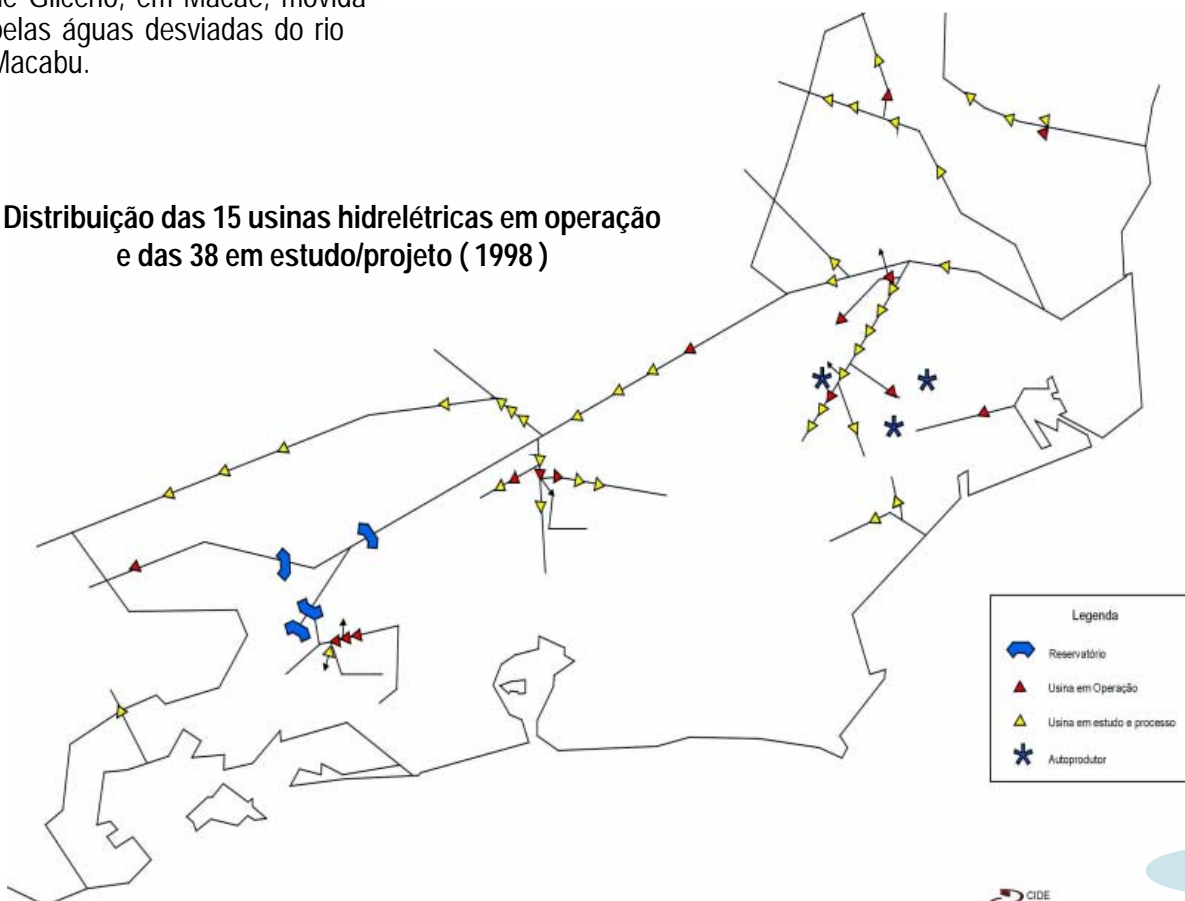 de Glicério, em Macaé, movida
pelas águas desviadas do rio
Macabu.
Distribuição das 15 usinas hidrelétricas em operação
e das 38 em estudo/projeto ( 1998 )
Legenda
Reservatório
Usina em Operação
Usina em estudo e processo
Autoprodutor
CIDE